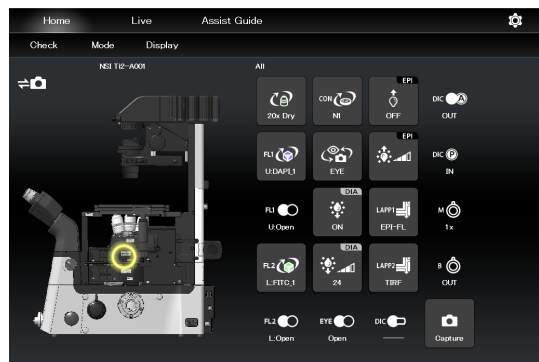 Home Live Assist Guide
Check Mode Display
NSI Ti2-A001 All
EPI
CON DIC
20x Dry N1 OFF OUT
EPI
FL1 DIC P
U:DAPI_1 EYE IN
DIA
FL1 LAPP1 M
U:Open ON EPI-FL 1x
DIA
FL2 LAPP2 B
L:FITC_1 24 TIRF OUT
FL2 EYE DIC
L:Open Open Capture